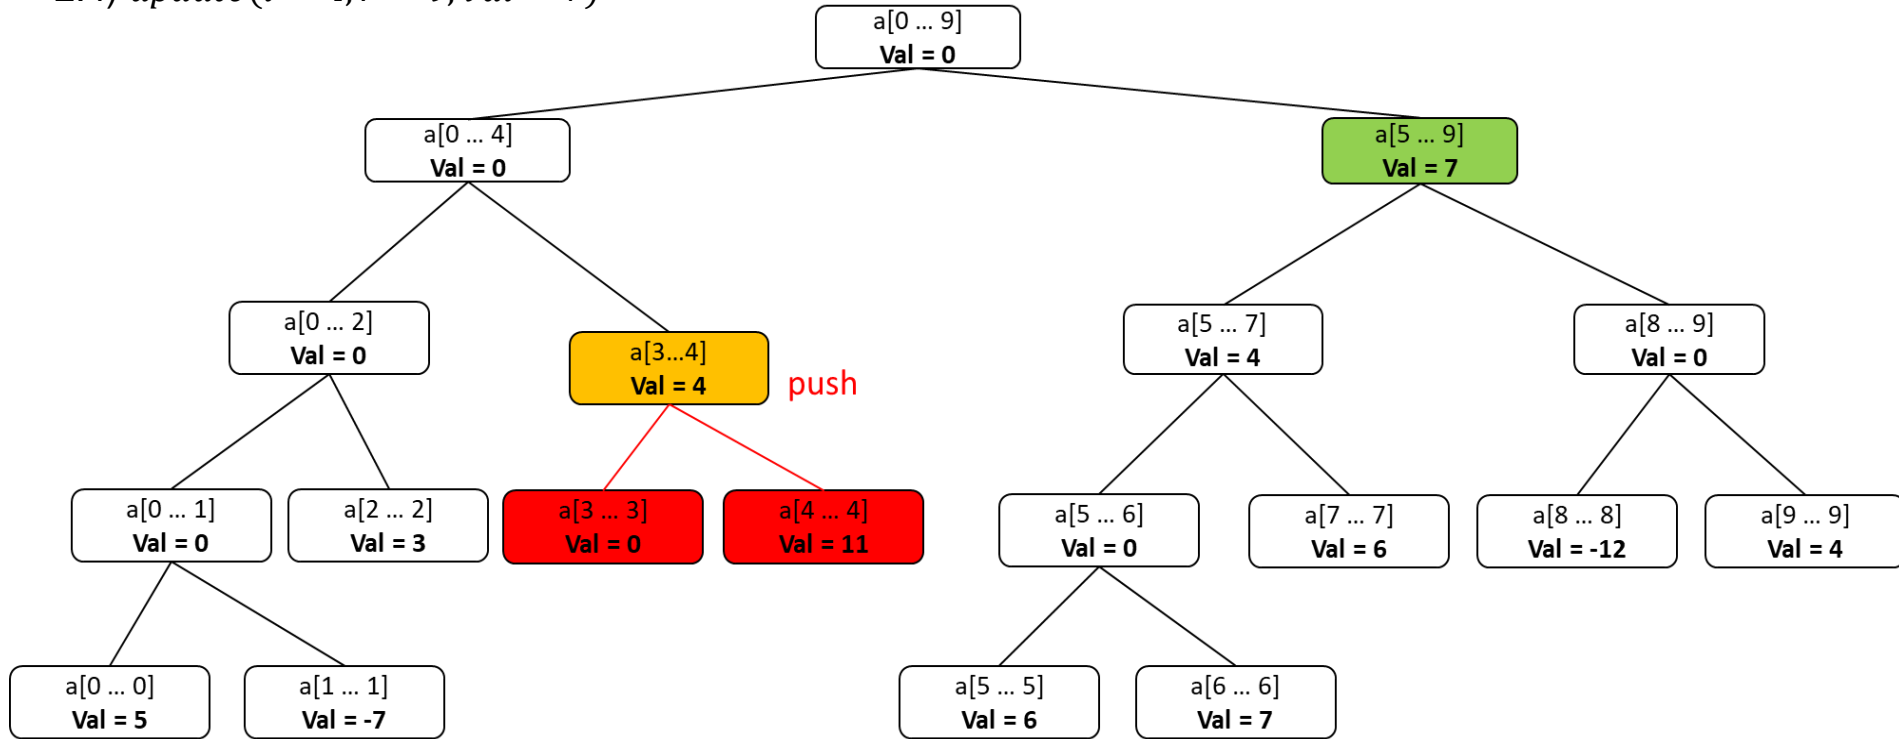 a[0 ... 9]
Val = 0
a[0 ... 4]
Val = 0
a[5 ... 9]
Val = 7
a[0 ... 2]
Val = 0
a[3...4]
Val = 4
push
a[5 ... 7]
Val = 4
a[8 ... 9]
Val = 0
a[0 ... 1]
Val = 0
a[2 ... 2]
Val = 3
a[3 ... 3]
Val = 0
a[4 ... 4]
Val = 11
a[5 ... 6]
Val = 0
a[7 ... 7]
Val = 6
a[8 ... 8]
Val = -12
a[9 ... 9]
Val = 4
a[0 ... 0]
Val = 5
a[1 ... 1]
Val = -7
a[5 ... 5]
Val = 6
a[6 ... 6]
Val = 7